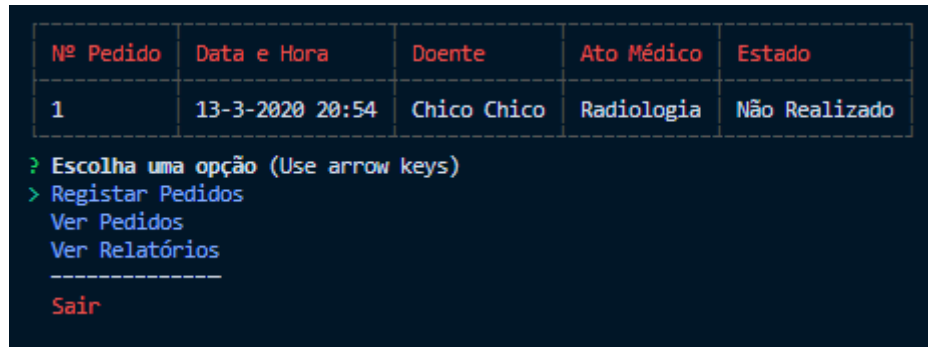 Nº Pedido Data e Hora Doente Ato Médico Estado
1 13-3-2020 20:54 Chico Chico Radiologia Não Realizado
? Escolha uma opção (Use arrow keys)
> Registar Pedidos
Ver Pedidos
Ver Relatórios
--------------
Sair